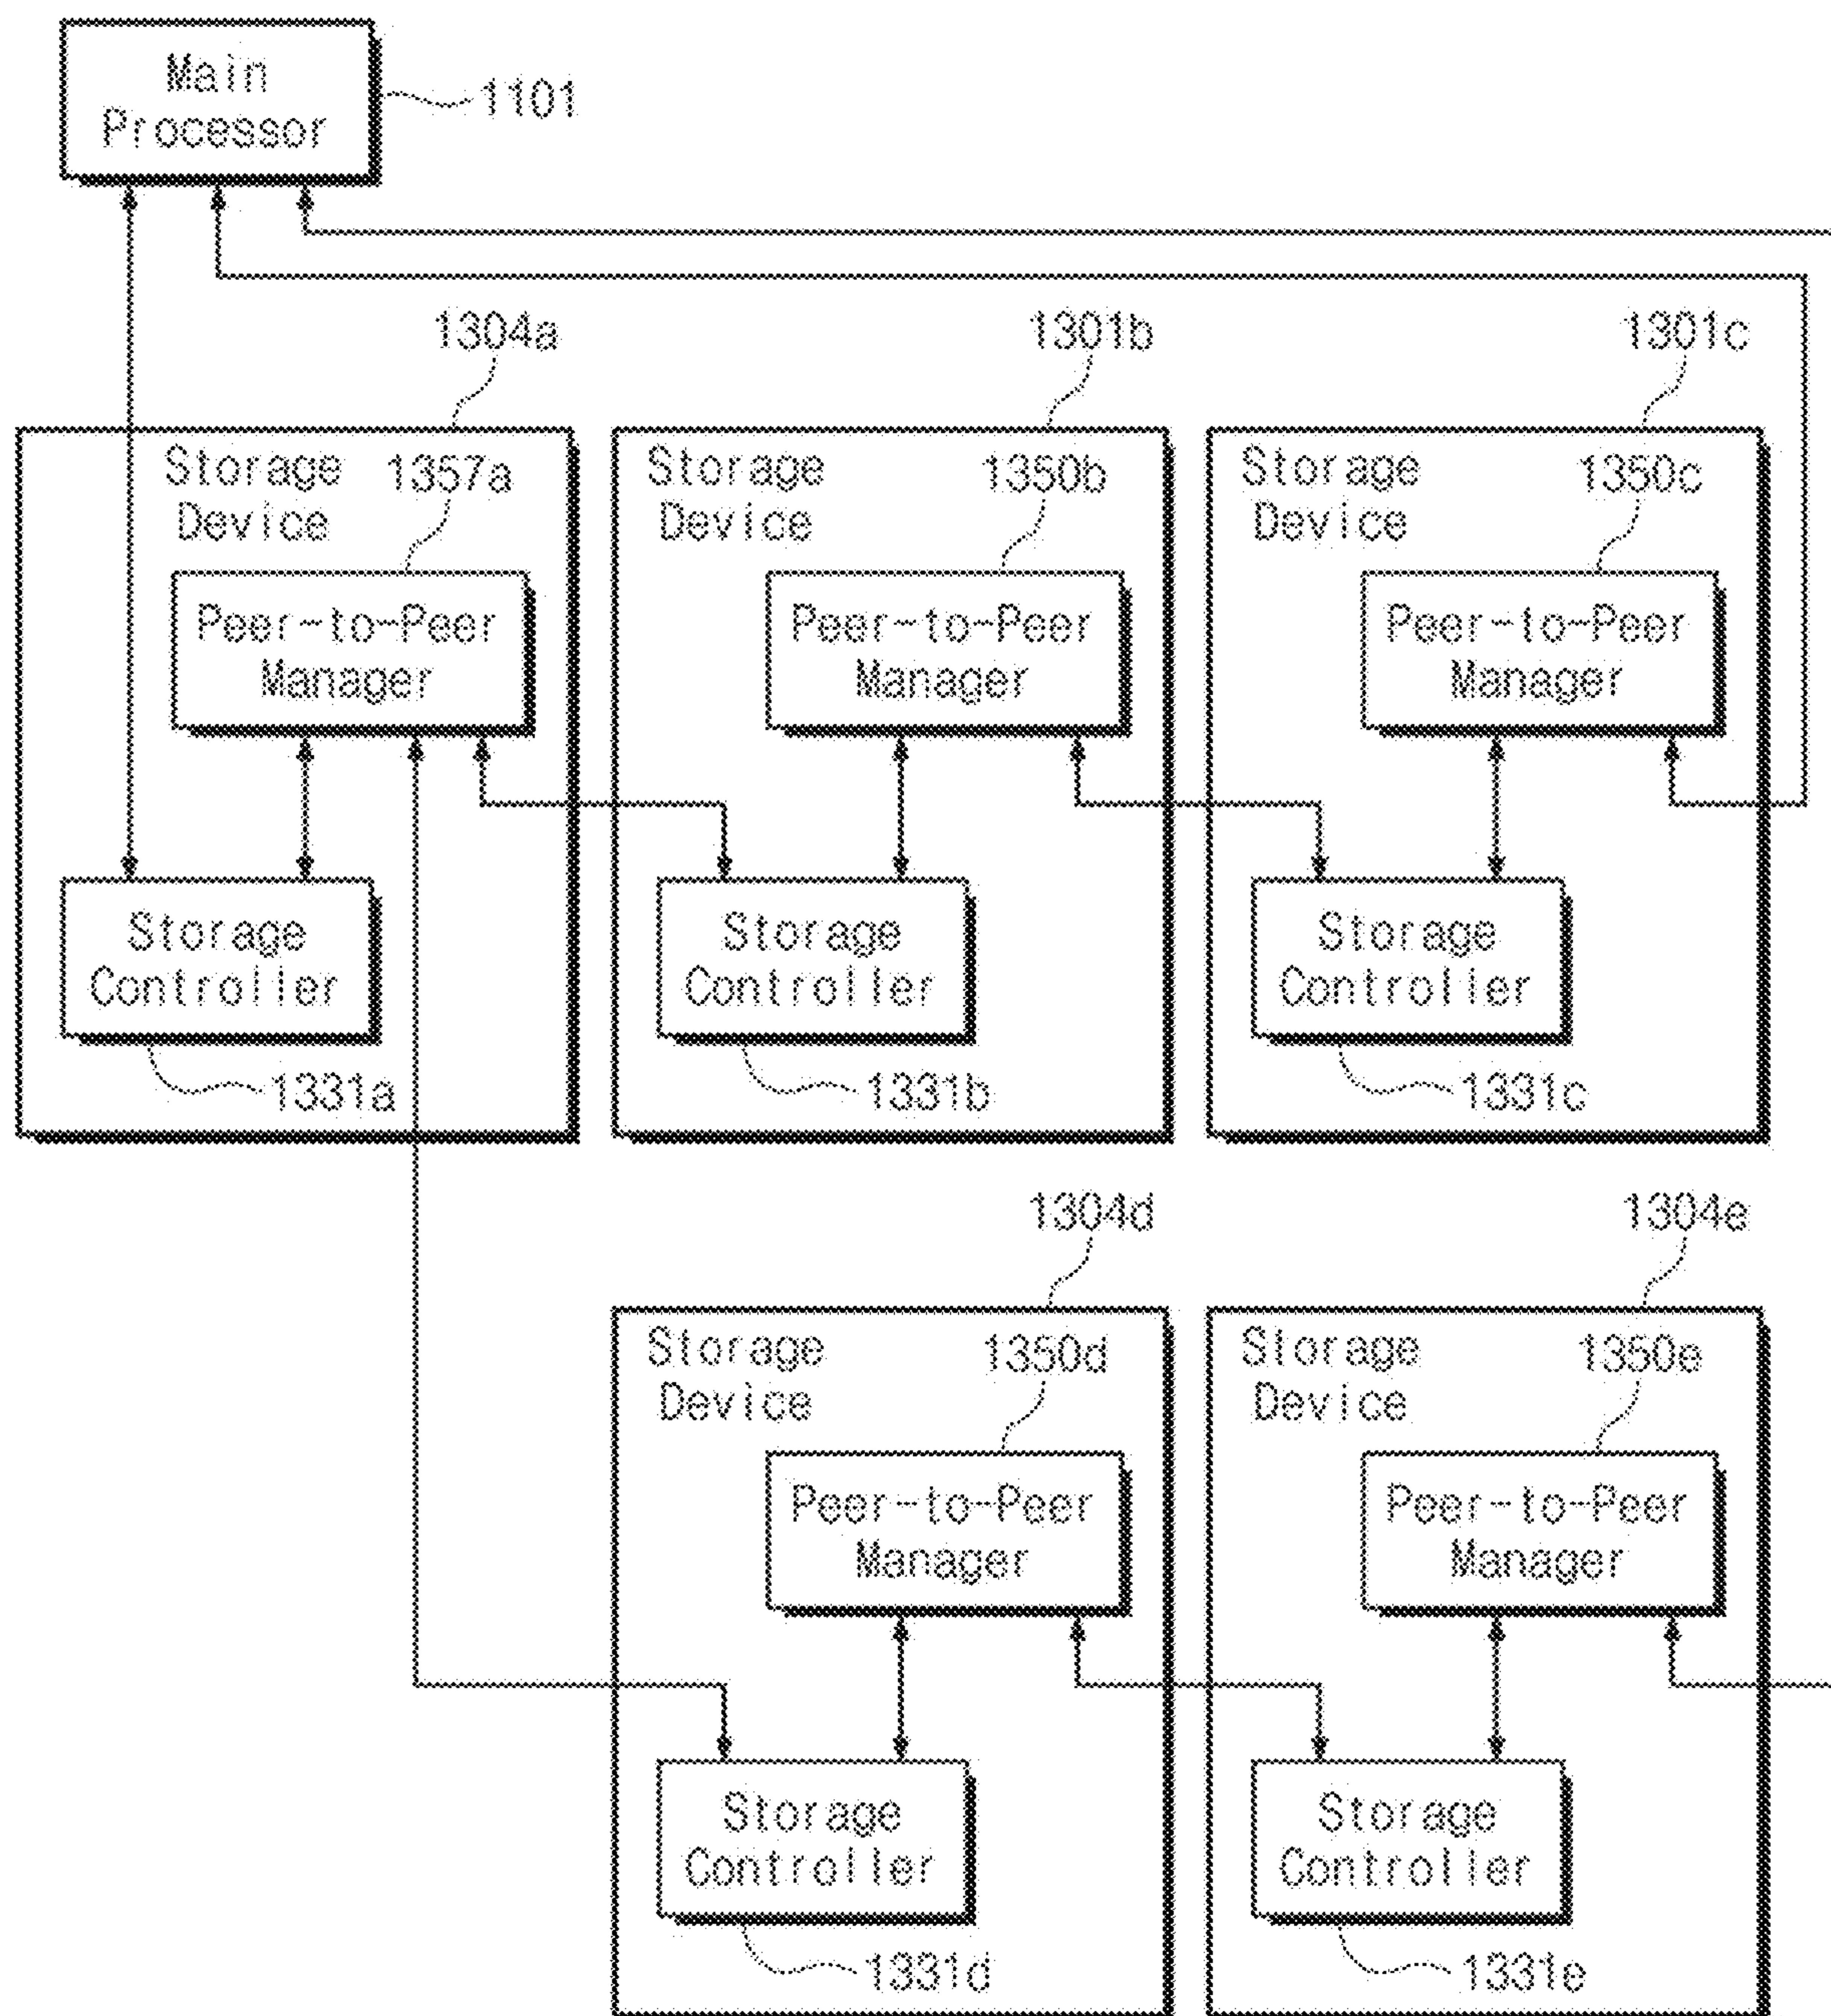 Main
Processor
1101
1304a
1301b
1301c
Storage
Device
1357a
Storage
Device
1350b
Storage
Device
1350c
Peer-to-Peer
Manager
Peer-to-Peer
Manager
Peer-to-Peer
Manager
Storage
Controller
Storage
Controller
Storage
Controller
1331a
1331b
1331c
1304d
1304e
Storage
Device
1350d
Storage
Device
1350e
Peer-to-Peer
Manager
Peer-to-Peer
Manager
Storage
Controller
Storage
Controller
1331d
1331e